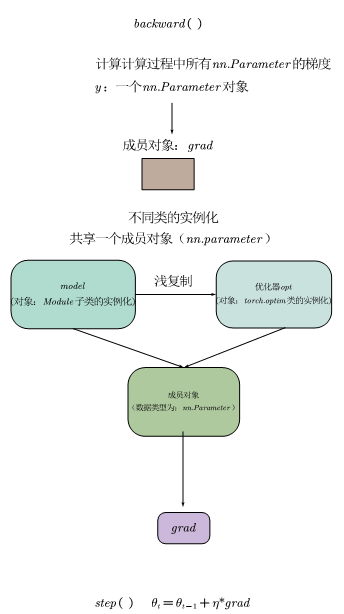 backward( )
计算计算过程中所有nn.Parameter的梯度
y：一个nn.Parameter对象
成员对象：grad
不同类的实例化
共享一个成员对象（nn.parameter）
model
(对象：Module子类的实例化)
浅复制
优化器opt
(对象：torch.optim类的实例化)
成员对象
（数据类型为：nn.Parameter）
grad
step( ) θₜ=θₜ₋₁+η*grad